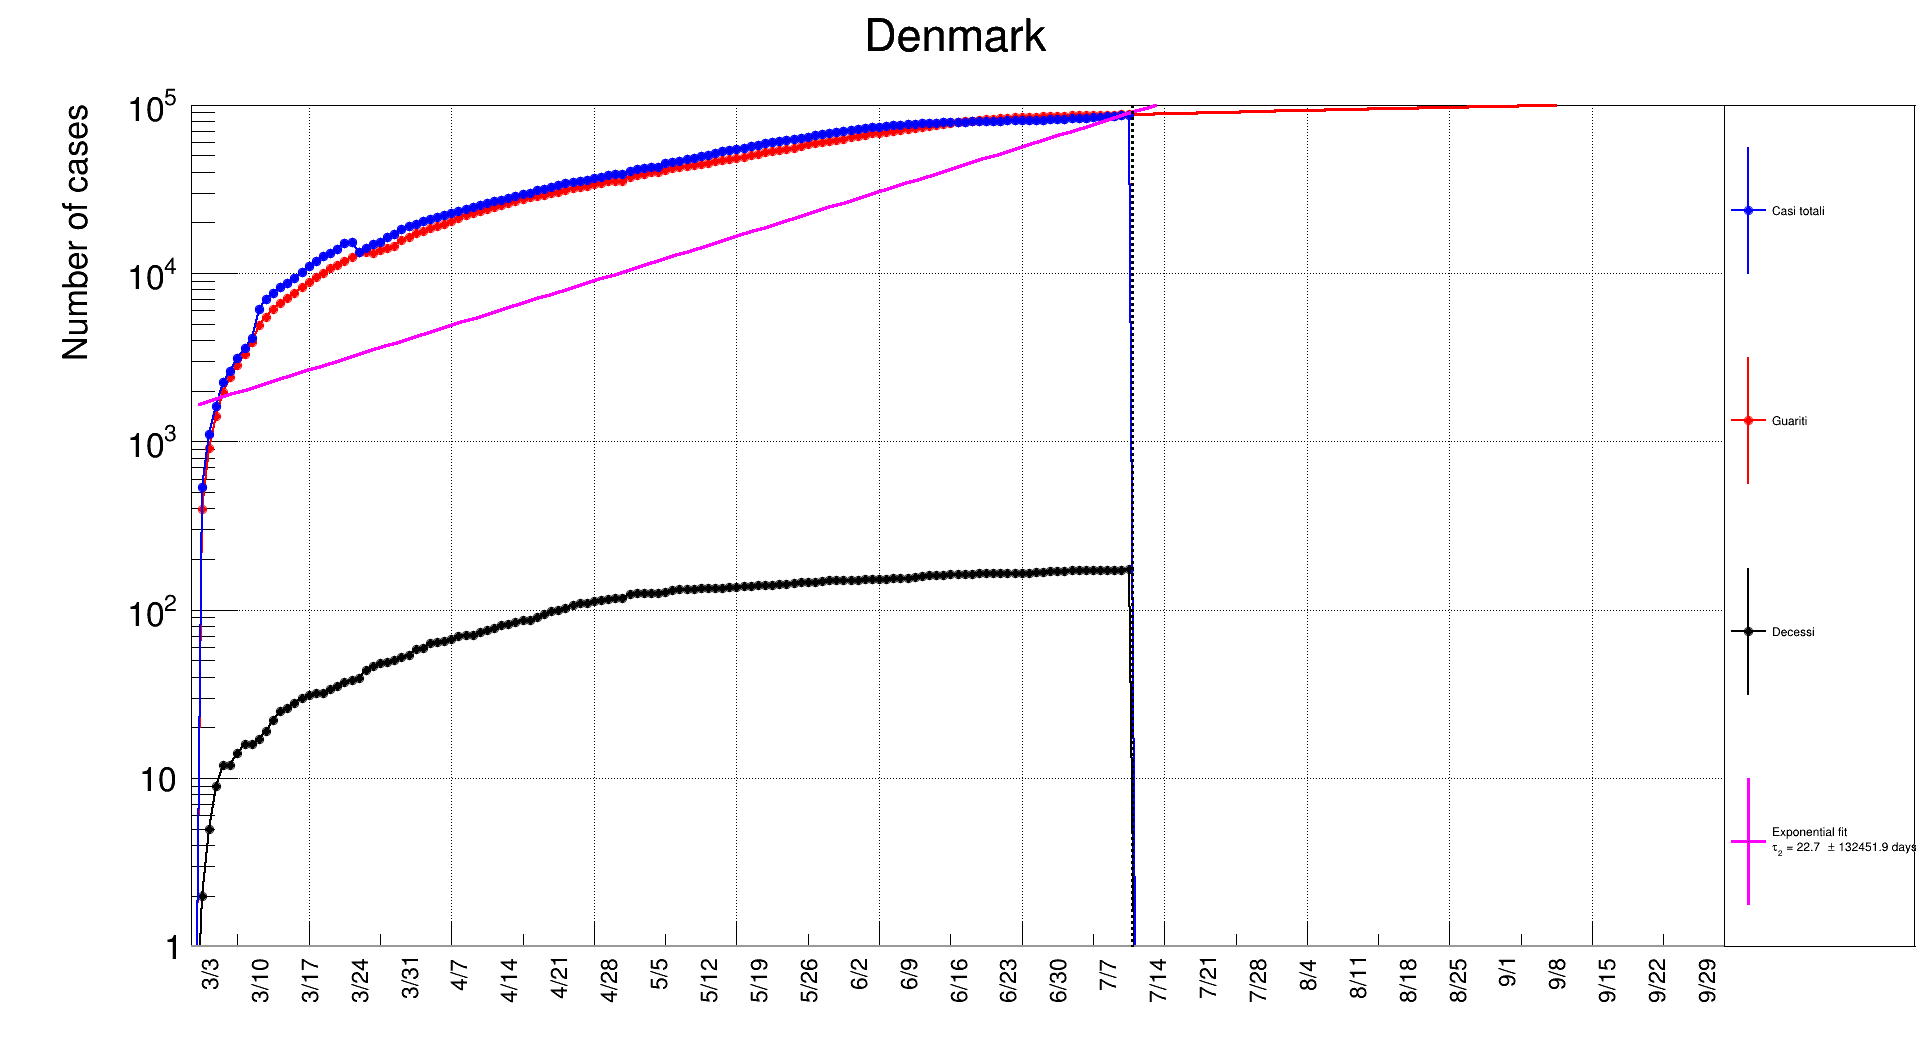 Denmark
Number of cases
10^5
10^4
10^3
10^2
10
1
3/3 3/10 3/17 3/24 3/31 4/7 4/14 4/21 4/28 5/5 5/12 5/19 5/26 6/2 6/9 6/16 6/23 6/30 7/7 7/14 7/21 7/28 8/4 8/11 8/18 8/25 9/1 9/8 9/15 9/22 9/29
Casi totali
Guariti
Decessi
Exponential fit
τ_2 = 22.7 ± 132451.9 days